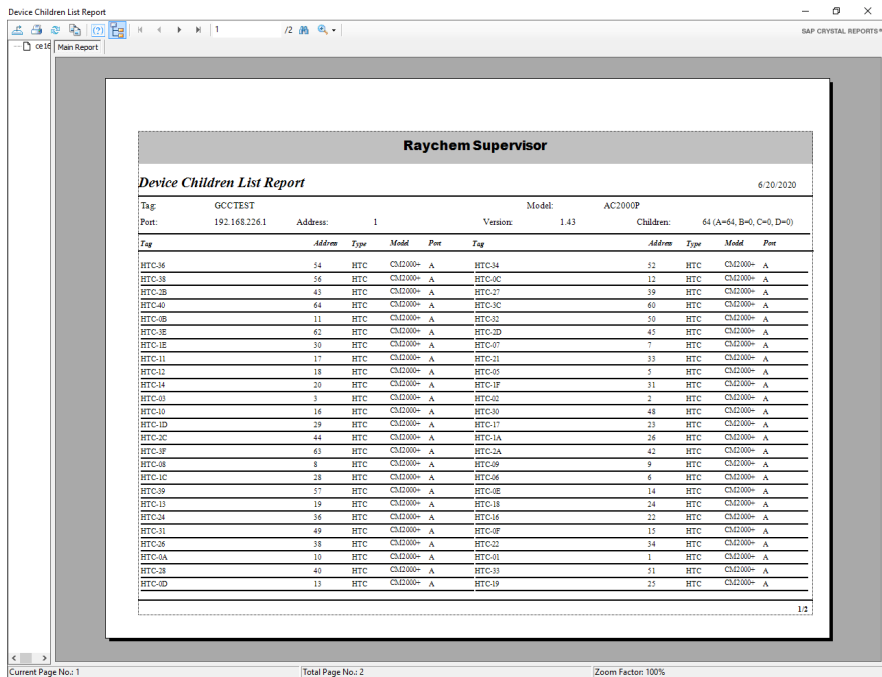 Device Children List Report
1 /2 SAP CRYSTAL REPORTS®
ce16 Main Report
Raychem Supervisor
Device Children List Report 6/20/2020
Tag: GCCTEST Model: AC2000P
Port: 192.168.226.1 Address: 1 Version: 1.43 Children: 64 (A=64, B=0, C=0, D=0)
Tag Address Type Model Port Tag Address Type Model Port
HTC-36 54 HTC CM2000+ A HTC-34 52 HTC CM2000+ A
HTC-38 56 HTC CM2000+ A HTC-0C 12 HTC CM2000+ A
HTC-2B 43 HTC CM2000+ A HTC-27 39 HTC CM2000+ A
HTC-40 64 HTC CM2000+ A HTC-3C 60 HTC CM2000+ A
HTC-0B 11 HTC CM2000+ A HTC-32 50 HTC CM2000+ A
HTC-3E 62 HTC CM2000+ A HTC-2D 45 HTC CM2000+ A
HTC-1E 30 HTC CM2000+ A HTC-07 7 HTC CM2000+ A
HTC-11 17 HTC CM2000+ A HTC-21 33 HTC CM2000+ A
HTC-12 18 HTC CM2000+ A HTC-05 5 HTC CM2000+ A
HTC-14 20 HTC CM2000+ A HTC-1F 31 HTC CM2000+ A
HTC-03 3 HTC CM2000+ A HTC-02 2 HTC CM2000+ A
HTC-10 16 HTC CM2000+ A HTC-30 48 HTC CM2000+ A
HTC-1D 29 HTC CM2000+ A HTC-17 23 HTC CM2000+ A
HTC-2C 44 HTC CM2000+ A HTC-1A 26 HTC CM2000+ A
HTC-3F 63 HTC CM2000+ A HTC-2A 42 HTC CM2000+ A
HTC-08 8 HTC CM2000+ A HTC-09 9 HTC CM2000+ A
HTC-1C 28 HTC CM2000+ A HTC-06 6 HTC CM2000+ A
HTC-39 57 HTC CM2000+ A HTC-0E 14 HTC CM2000+ A
HTC-13 19 HTC CM2000+ A HTC-18 24 HTC CM2000+ A
HTC-24 36 HTC CM2000+ A HTC-16 22 HTC CM2000+ A
HTC-31 49 HTC CM2000+ A HTC-0F 15 HTC CM2000+ A
HTC-26 38 HTC CM2000+ A HTC-22 34 HTC CM2000+ A
HTC-0A 10 HTC CM2000+ A HTC-01 1 HTC CM2000+ A
HTC-28 40 HTC CM2000+ A HTC-33 51 HTC CM2000+ A
HTC-0D 13 HTC CM2000+ A HTC-19 25 HTC CM2000+ A
1/2
Current Page No.: 1 Total Page No.: 2 Zoom Factor: 100%